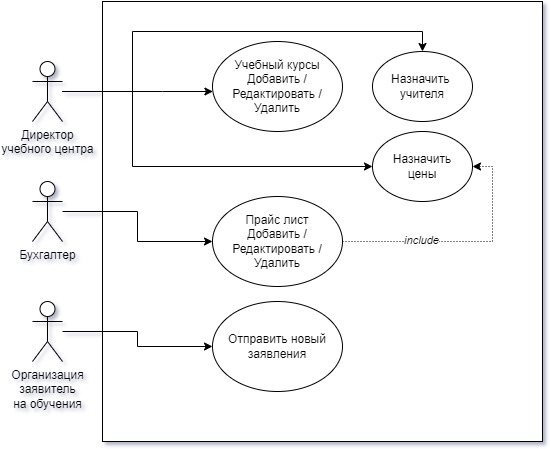 Учебный курсы
Добавить /
Редактировать /
Удалить
Назначить
учителя
Директор
учебного центра
Назначить
цены
Бухгалтер
Прайс лист
Добавить /
Редактировать /
Удалить
include
Отправить новый
заявления
Организация
заявитель
на обучения